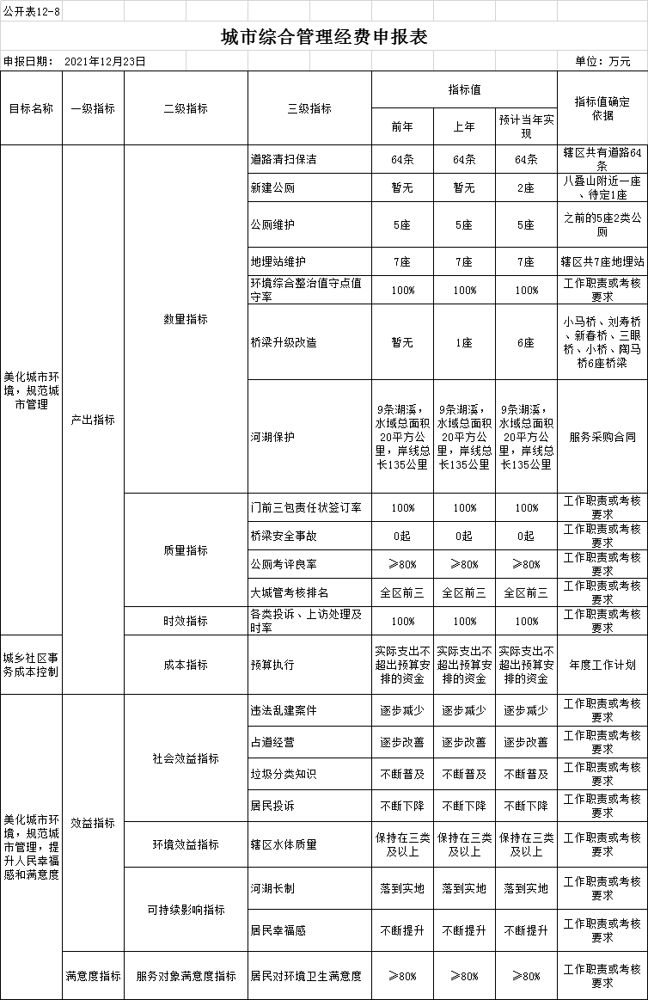 公开表12-8
城市综合管理经费申报表
申报日期： 2021年12月23日 单位：万元
目标名称 一级指标 二级指标 三级指标 指标值 指标值确定
依据
前年 上年 预计当年实
现
美化城市环
境，规范城
市管理
产出指标
数量指标
道路清扫保洁 64条 64条 64条 辖区共有道路64
条
新建公厕 暂无 暂无 2座 八叠山附近一座
、待定1座
公厕维护 5座 5座 5座 之前的5座2类公
厕
地埋站维护 7座 7座 7座 辖区共7座地埋站
环境综合整治值守点值
守率 100% 100% 100% 工作职责或考核
要求
桥梁升级改造 暂无 1座 6座 小马桥、刘寿桥
、新春桥、三眼
桥、小桥、陶马
桥6座桥梁
河湖保护
9条湖溪， 9条湖溪， 9条湖溪，
水域总面积 水域总面积 水域总面积
20平方公 20平方公 20平方公
里，岸线总 里，岸线总 里，岸线总
长135公里 长135公里 长135公里
服务采购合同
质量指标
门前三包责任状签订率 100% 100% 100% 工作职责或考核
要求
桥梁安全事故 0起 0起 0起 工作职责或考核
要求
公厕考评良率 ≥80% ≥80% ≥80% 工作职责或考核
要求
大城管考核排名 全区前三 全区前三 全区前三 工作职责或考核
要求
时效指标 各类投诉、上访处理及
时率 100% 100% 100% 工作职责或考核
要求
城乡社区事
务成本控制
成本指标 预算执行
实际支出不 实际支出不 实际支出不
超出预算安 超出预算安 超出预算安
排的资金 排的资金 排的资金
年度工作计划
美化城市环
境，规范城
市管理，提
升人民幸福
感和满意度
效益指标
社会效益指标
违法乱建案件 逐步减少 逐步减少 逐步减少 工作职责或考核
要求
占道经营 逐步改善 逐步改善 逐步改善 工作职责或考核
要求
垃圾分类知识 不断普及 不断普及 不断普及 工作职责或考核
要求
居民投诉 不断下降 不断下降 不断下降 工作职责或考核
要求
环境效益指标 辖区水体质量
保持在三类 保持在三类 保持在三类
及以上 及以上 及以上
工作职责或考核
要求
可持续影响指标
河湖长制 落到实地 落到实地 落到实地 工作职责或考核
要求
居民幸福感 不断提升 不断提升 不断提升 工作职责或考核
要求
满意度指标 服务对象满意度指标 居民对环境卫生满意度 ≥80% ≥80% ≥80% 工作职责或考核
要求